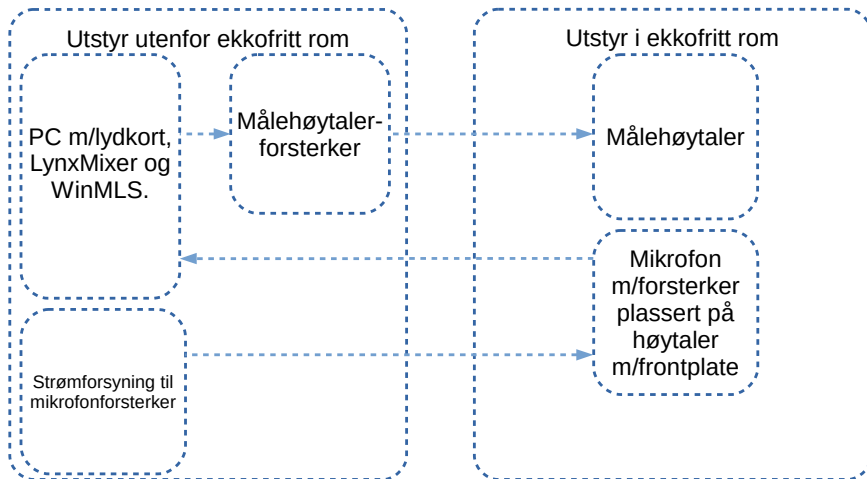 Utstyr utenfor ekkofritt rom
PC m/lydkort,
LynxMixer og
WinMLS.
Målehøytaler-
forsterker
Strømforsyning til
mikrofonforsterker
Utstyr i ekkofritt rom
Målehøytaler
Mikrofon
m/forsterker
plassert på
høytaler
m/frontplate